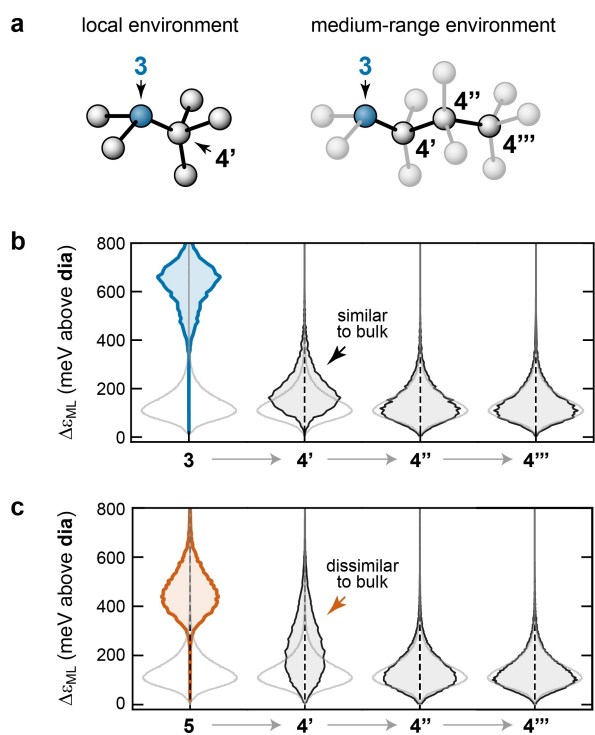 a
local environment
medium-range environment
3
3
4'
4'
4''
4'''
b
ΔεML (meV above dia)
800
600
400
200
0
similar
to bulk
3
4'
4''
4'''
c
ΔεML (meV above dia)
800
600
400
200
0
dissimilar
to bulk
5
4'
4''
4'''